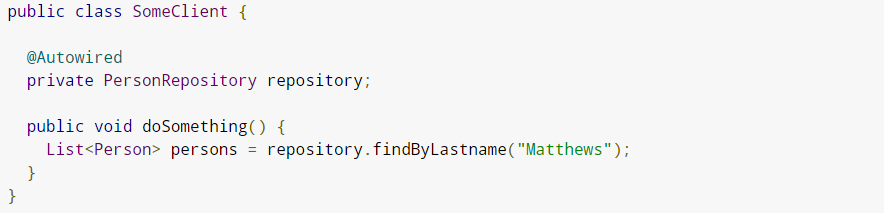 public class SomeClient {
@Autowired
private PersonRepository repository;
public void doSomething() {
List<Person> persons = repository.findByLastname("Matthews");
}
}